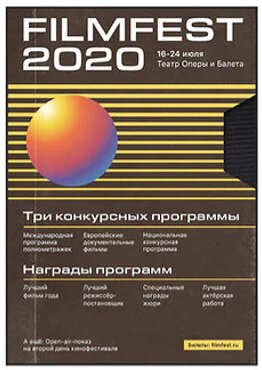 FILMFEST
2020
16-24 июля
Театр Оперы и Балета
Три конкурсных программы
Международная
программа
полнометражек
Европейские
документальные
фильмы
Национальная
конкурсная
программа
Награды программ
Лучший
фильм года
Лучший
режиссёр-
постановщик
Специальные
награды
жюри
Лучшая
актёрская
работа
А ещё: Open-air-показ
на второй день кинофестиваля
Билеты: filmfest.ru